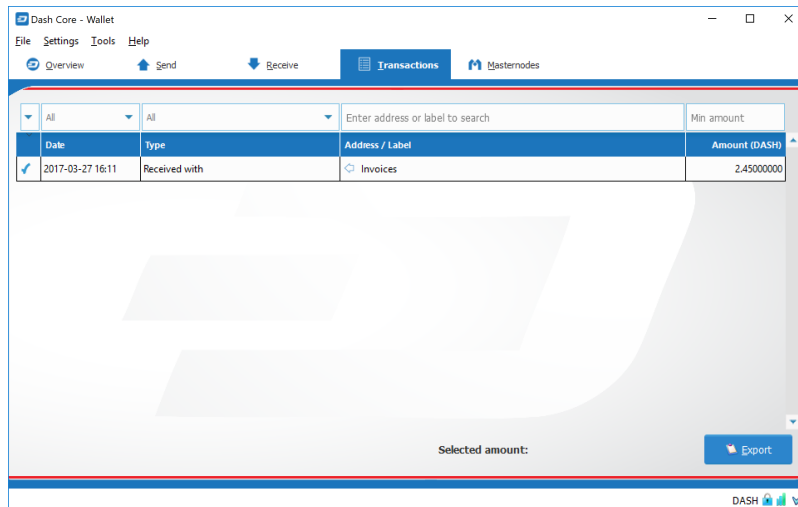 Dash Core - Wallet
File Settings Tools Help
Overview Send Receive Transactions Masternodes
All All Enter address or label to search Min amount
Date Type Address / Label Amount (DASH)
2017-03-27 16:11 Received with Invoices 2.45000000
Selected amount: Export
DASH